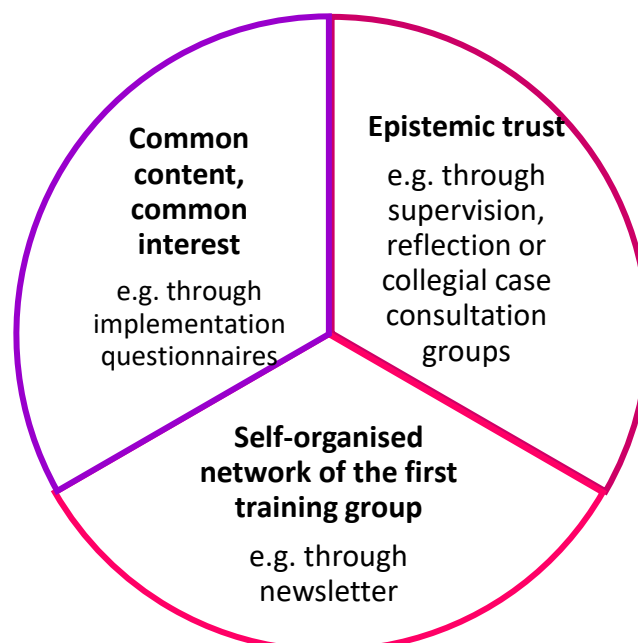 Common
content,
common
interest
e.g. through
implementation
questionnaires
Epistemic trust
e.g. through
supervision,
reflection or
collegial case
consultation
groups
Self-organised
network of the first
training group
e.g. through
newsletter